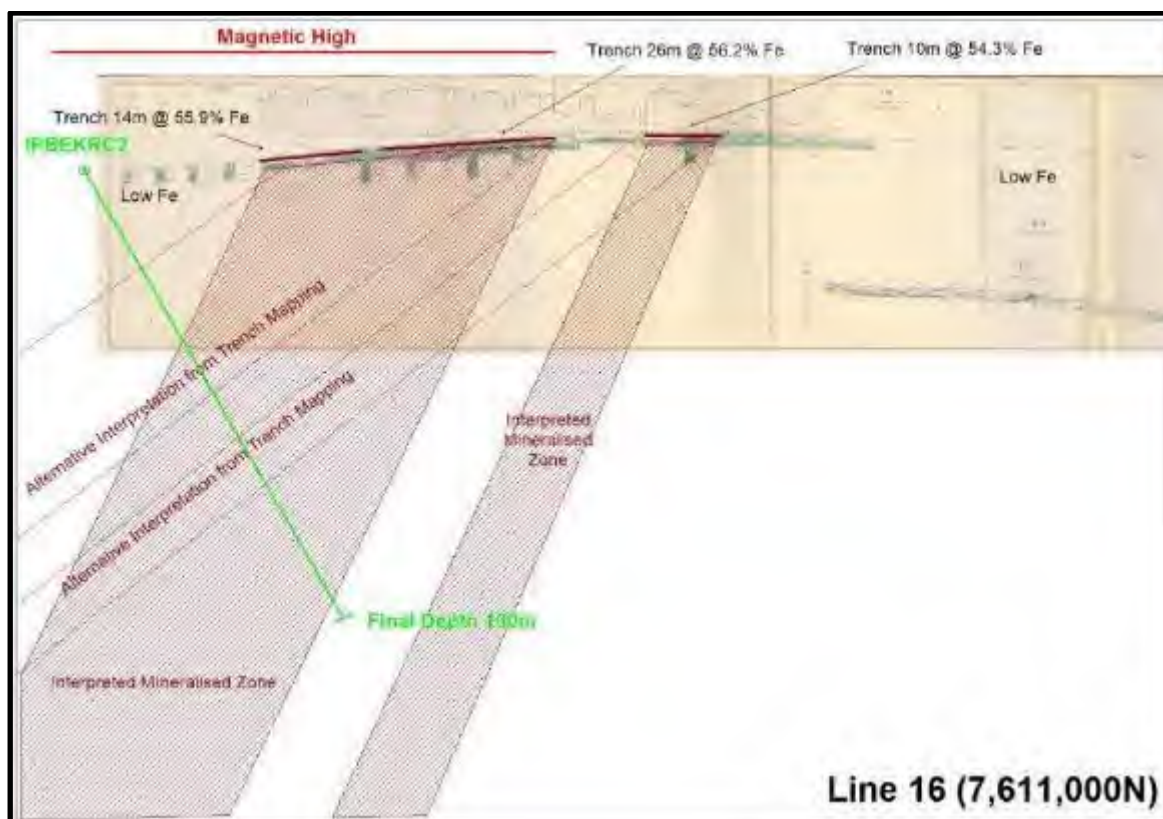 Magnetic High
Trench 26m @ 56.2% Fe
Trench 10m @ 54.3% Fe
Trench 14m @ 55.9% Fe
Low Fe
Low Fe
Alternative Interpretation from Trench Mapping
Alternative Interpretation from Trench Mapping
Interpreted
Mineralised
Zone
Final Depth
Interpreted Mineralised Zone
Line 16 (7,611,000N)